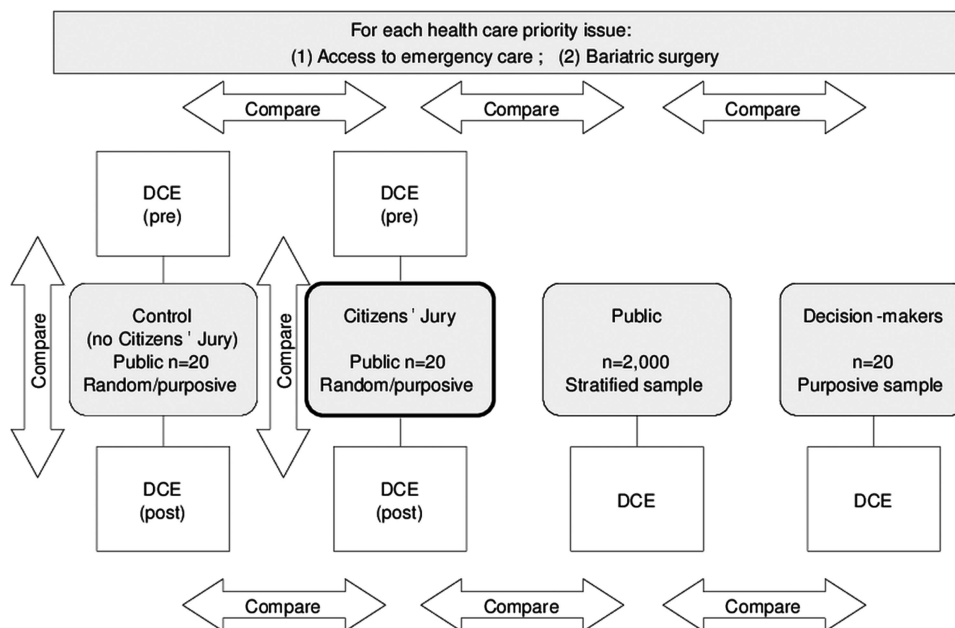 For each health care priority issue:
(1) Access to emergency care ; (2) Bariatric surgery
Compare
Compare
Compare
DCE
(pre)
DCE
(pre)
Compare
Control
(no Citizens ' Jury)
Public n=20
Random/purposive
Compare
Citizens ' Jury
Public n=20
Random/purposive
Public
n=2,000
Stratified sample
Decision -makers
n=20
Purposive sample
DCE
(post)
DCE
(post)
DCE
DCE
Compare
Compare
Compare